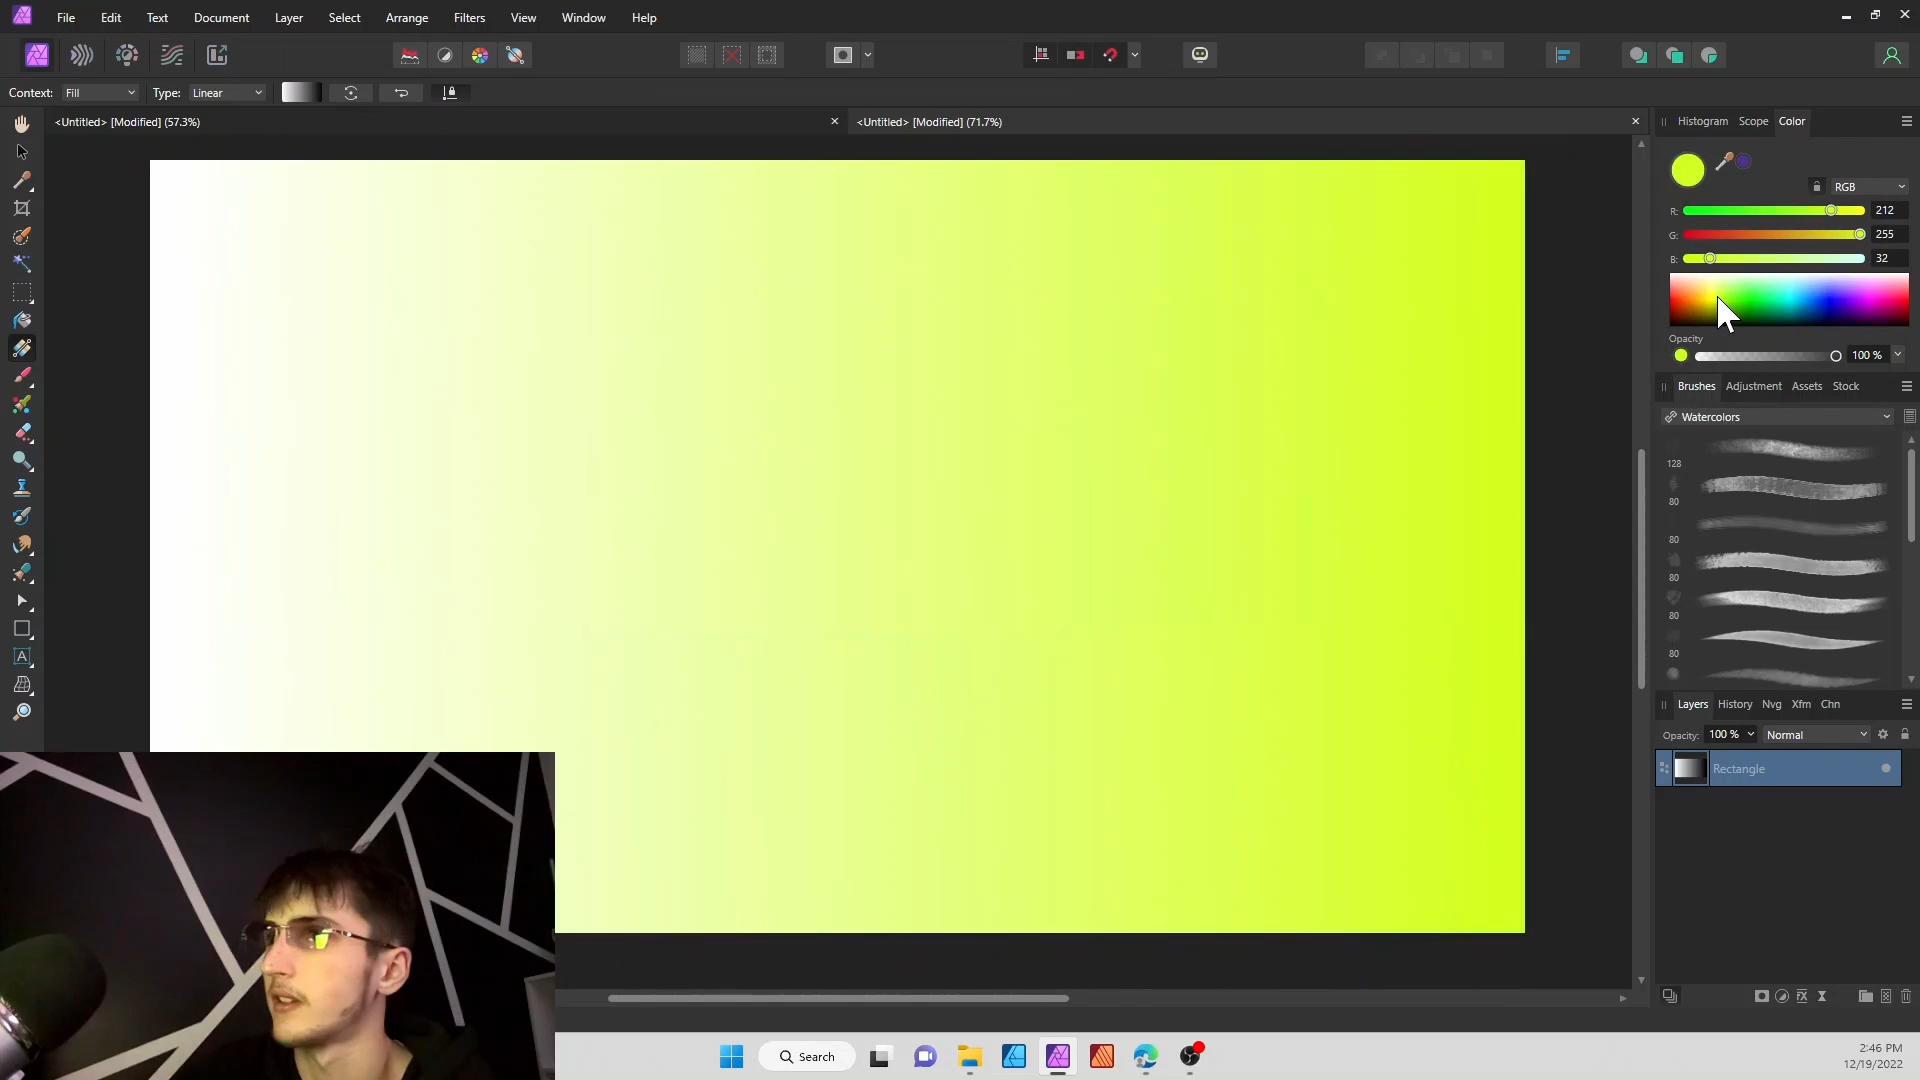 File Edit Text Document Layer Select Arrange Filters View Window Help
Context: Fill Type: Linear
<Untitled> [Modified] (57.3%)
<Untitled> [Modified] (71.7%)
Histogram Scope Color
RGB
R: 212
G: 255
B: 32
Opacity
100 %
Brushes Adjustment Assets Stock
Watercolors
128
80
80
80
80
80
Layers History Nvg Xfm Chn
Opacity: 100 % Normal
Rectangle
Search
2:46 PM
12/19/2022